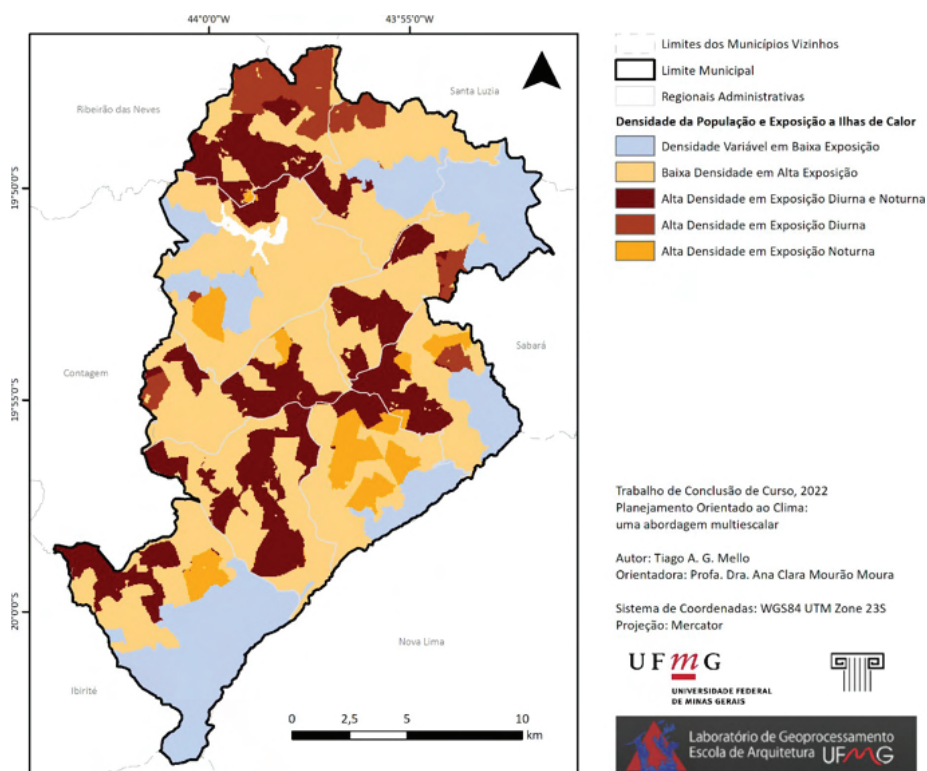 44°0'0"W
43°55'0"W
Ribeirão das Neves
Santa Luzia
19°50'0"S
Sabará
Contagem
19°55'0"S
20°0'0"S
Nova Lima
Ibirité
0
2,5
5
10
km
Limites dos Municípios Vizinhos
Limite Municipal
Regionais Administrativas
Densidade da População e Exposição a Ilhas de Calor
Densidade Variável em Baixa Exposição
Baixa Densidade em Alta Exposição
Alta Densidade em Exposição Diurna e Noturna
Alta Densidade em Exposição Diurna
Alta Densidade em Exposição Noturna
Trabalho de Conclusão de Curso, 2022
Planejamento Orientado ao Clima:
uma abordagem multiescalar
Autor: Tiago A. G. Mello
Orientadora: Profa. Dra. Ana Clara Mourão Moura
Sistema de Coordenadas: WGS84 UTM Zone 23S
Projeção: Mercator
UFmG
UNIVERSIDADE FEDERAL
DE MINAS GERAIS
Laboratório de Geoprocessamento
Escola de Arquitetura UFmG